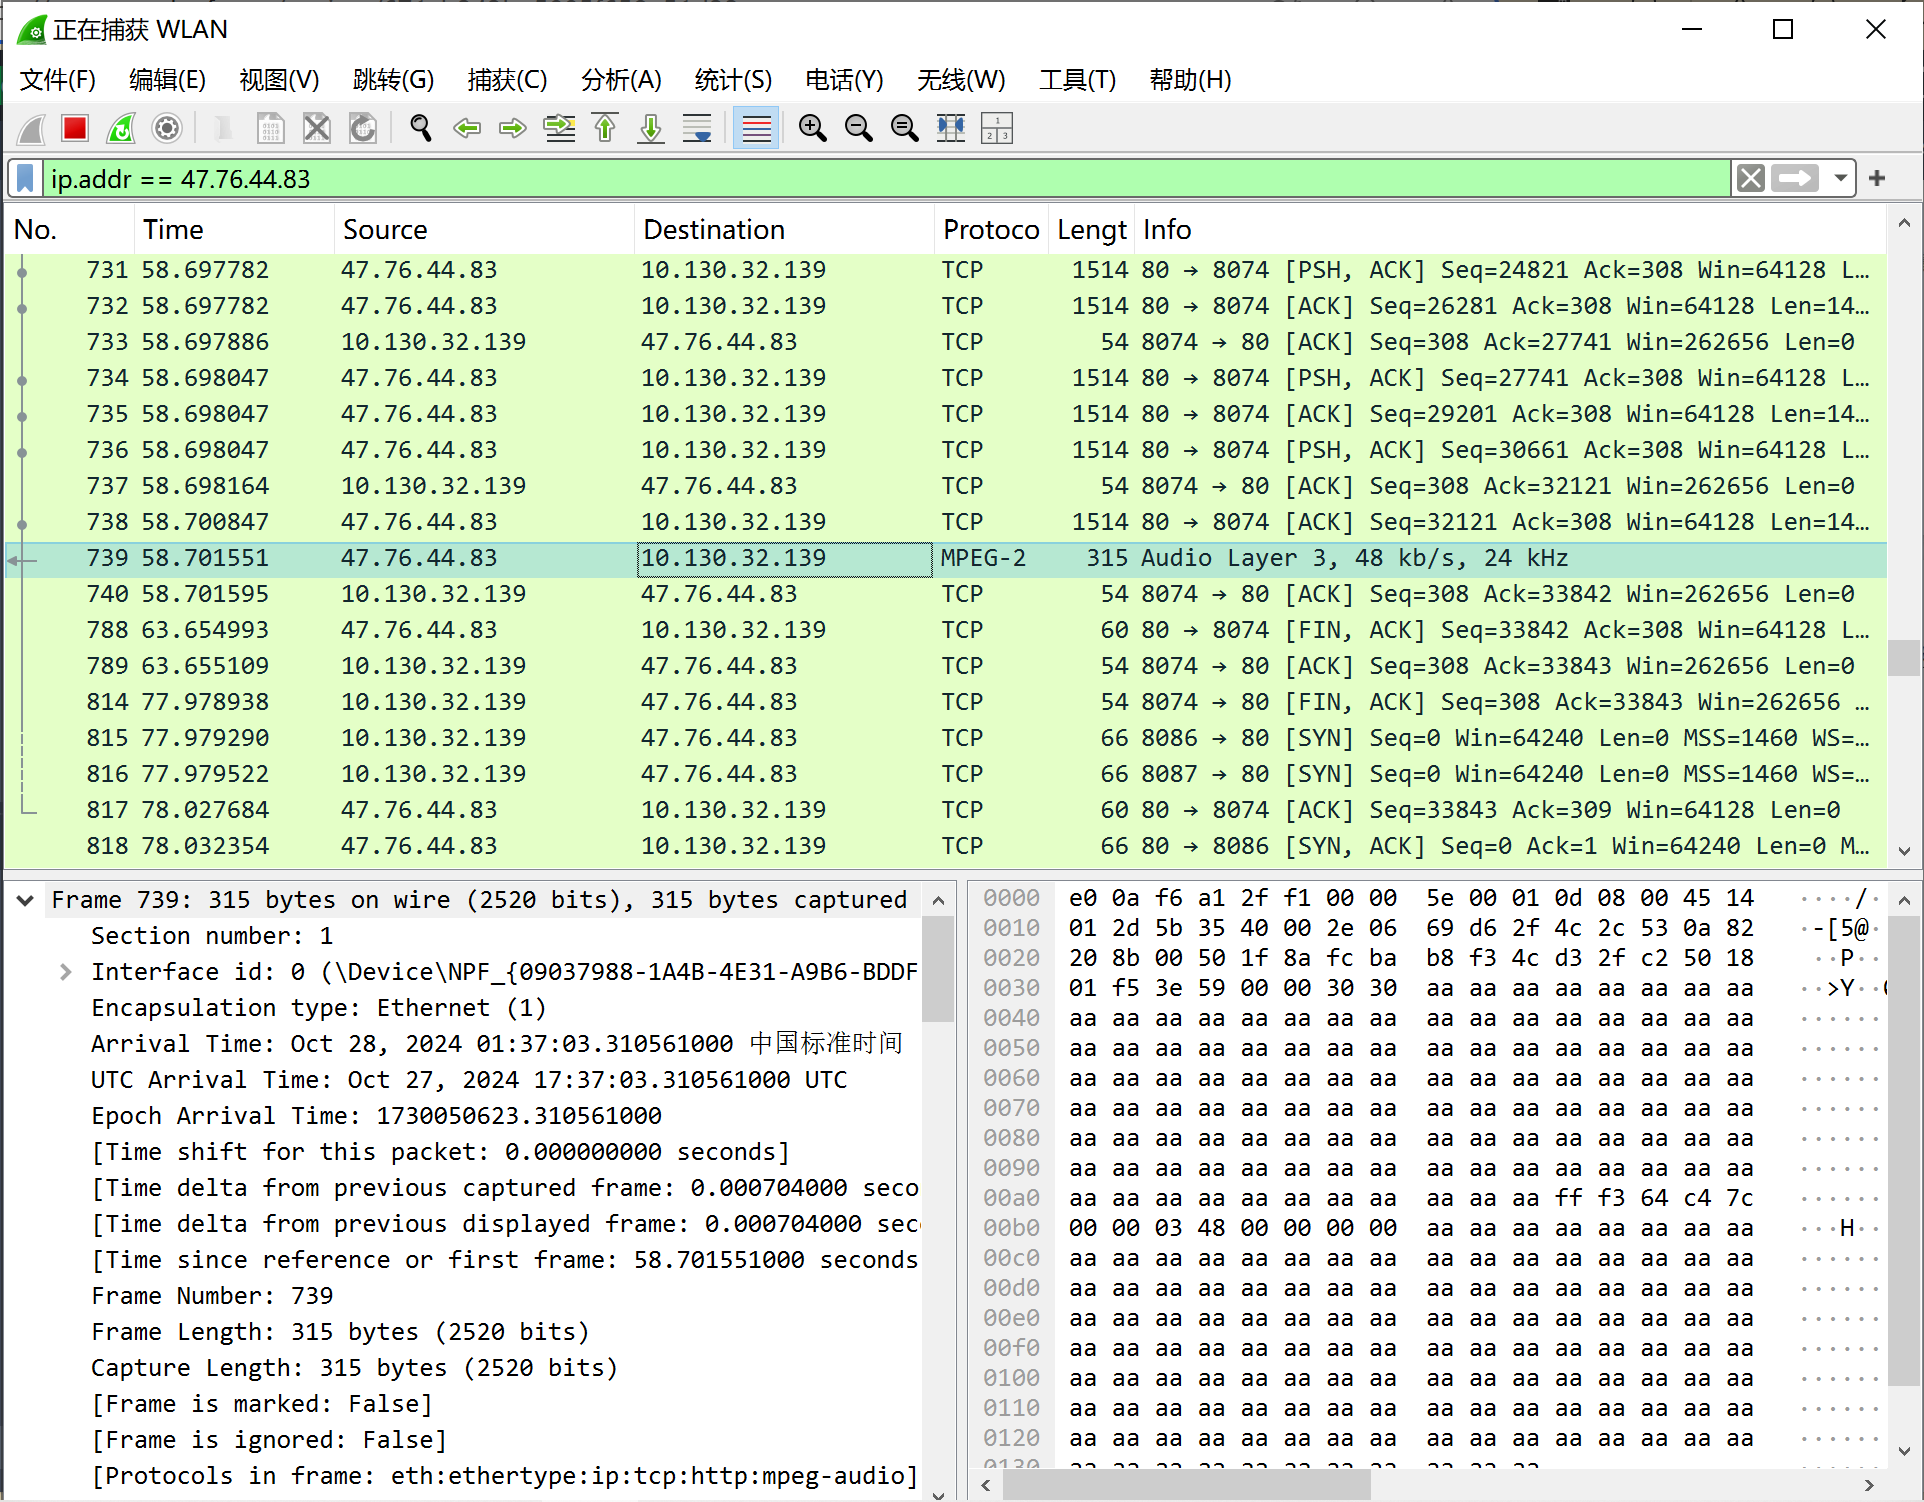 正在捕获 WLAN
文件(F) 编辑(E) 视图(V) 跳转(G) 捕获(C) 分析(A) 统计(S) 电话(Y) 无线(W) 工具(T) 帮助(H)
ip.addr == 47.76.44.83
No. Time Source Destination Protoco Lengt Info
731 58.697782 47.76.44.83 10.130.32.139 TCP 1514 80 → 8074 [PSH, ACK] Seq=24821 Ack=308 Win=64128 L…
732 58.697782 47.76.44.83 10.130.32.139 TCP 1514 80 → 8074 [ACK] Seq=26281 Ack=308 Win=64128 Len=14…
733 58.697886 10.130.32.139 47.76.44.83 TCP 54 8074 → 80 [ACK] Seq=308 Ack=27741 Win=262656 Len=0
734 58.698047 47.76.44.83 10.130.32.139 TCP 1514 80 → 8074 [PSH, ACK] Seq=27741 Ack=308 Win=64128 L…
735 58.698047 47.76.44.83 10.130.32.139 TCP 1514 80 → 8074 [ACK] Seq=29201 Ack=308 Win=64128 Len=14…
736 58.698047 47.76.44.83 10.130.32.139 TCP 1514 80 → 8074 [PSH, ACK] Seq=30661 Ack=308 Win=64128 L…
737 58.698164 10.130.32.139 47.76.44.83 TCP 54 8074 → 80 [ACK] Seq=308 Ack=32121 Win=262656 Len=0
738 58.700847 47.76.44.83 10.130.32.139 TCP 1514 80 → 8074 [ACK] Seq=32121 Ack=308 Win=64128 Len=14…
739 58.701551 47.76.44.83 10.130.32.139 MPEG-2 315 Audio Layer 3, 48 kb/s, 24 kHz
740 58.701595 10.130.32.139 47.76.44.83 TCP 54 8074 → 80 [ACK] Seq=308 Ack=33842 Win=262656 Len=0
788 63.654993 47.76.44.83 10.130.32.139 TCP 60 80 → 8074 [FIN, ACK] Seq=33842 Ack=308 Win=64128 L…
789 63.655109 10.130.32.139 47.76.44.83 TCP 54 8074 → 80 [ACK] Seq=308 Ack=33843 Win=262656 Len=0
814 77.978938 10.130.32.139 47.76.44.83 TCP 54 8074 → 80 [FIN, ACK] Seq=308 Ack=33843 Win=262656 …
815 77.979290 10.130.32.139 47.76.44.83 TCP 66 8086 → 80 [SYN] Seq=0 Win=64240 Len=0 MSS=1460 WS=…
816 77.979522 10.130.32.139 47.76.44.83 TCP 66 8087 → 80 [SYN] Seq=0 Win=64240 Len=0 MSS=1460 WS=…
817 78.027684 47.76.44.83 10.130.32.139 TCP 60 80 → 8074 [ACK] Seq=33843 Ack=309 Win=64128 Len=0
818 78.032354 47.76.44.83 10.130.32.139 TCP 66 80 → 8086 [SYN, ACK] Seq=0 Ack=1 Win=64240 Len=0 M…
Frame 739: 315 bytes on wire (2520 bits), 315 bytes captured
Section number: 1
Interface id: 0 (\Device\NPF_{09037988-1A4B-4E31-A9B6-BDDF
Encapsulation type: Ethernet (1)
Arrival Time: Oct 28, 2024 01:37:03.310561000 中国标准时间
UTC Arrival Time: Oct 27, 2024 17:37:03.310561000 UTC
Epoch Arrival Time: 1730050623.310561000
[Time shift for this packet: 0.000000000 seconds]
[Time delta from previous captured frame: 0.000704000 seco
[Time delta from previous displayed frame: 0.000704000 sec
[Time since reference or first frame: 58.701551000 seconds
Frame Number: 739
Frame Length: 315 bytes (2520 bits)
Capture Length: 315 bytes (2520 bits)
[Frame is marked: False]
[Frame is ignored: False]
[Protocols in frame: eth:ethertype:ip:tcp:http:mpeg-audio]
0000 e0 0a f6 a1 2f f1 00 00 5e 00 01 0d 08 00 45 14 ····/·
0010 01 2d 5b 35 40 00 2e 06 69 d6 2f 4c 2c 53 0a 82 ·-[5@·
0020 20 8b 00 50 1f 8a fc ba b8 f3 4c d3 2f c2 50 18 ··P··
0030 01 f5 3e 59 00 00 30 30 aa aa aa aa aa aa aa aa ··>Y··
0040 aa aa aa aa aa aa aa aa aa aa aa aa aa aa aa aa ······
0050 aa aa aa aa aa aa aa aa aa aa aa aa aa aa aa aa ······
0060 aa aa aa aa aa aa aa aa aa aa aa aa aa aa aa aa ······
0070 aa aa aa aa aa aa aa aa aa aa aa aa aa aa aa aa ······
0080 aa aa aa aa aa aa aa aa aa aa aa aa aa aa aa aa ······
0090 aa aa aa aa aa aa aa aa aa aa aa aa aa aa aa aa ······
00a0 aa aa aa aa aa aa aa aa aa aa aa ff f3 64 c4 7c ······
00b0 00 00 03 48 00 00 00 00 aa aa aa aa aa aa aa aa ···H··
00c0 aa aa aa aa aa aa aa aa aa aa aa aa aa aa aa aa ······
00d0 aa aa aa aa aa aa aa aa aa aa aa aa aa aa aa aa ······
00e0 aa aa aa aa aa aa aa aa aa aa aa aa aa aa aa aa ······
00f0 aa aa aa aa aa aa aa aa aa aa aa aa aa aa aa aa ······
0100 aa aa aa aa aa aa aa aa aa aa aa aa aa aa aa aa ······
0110 aa aa aa aa aa aa aa aa aa aa aa aa aa aa aa aa ······
0120 aa aa aa aa aa aa aa aa aa aa aa aa aa aa aa aa ······